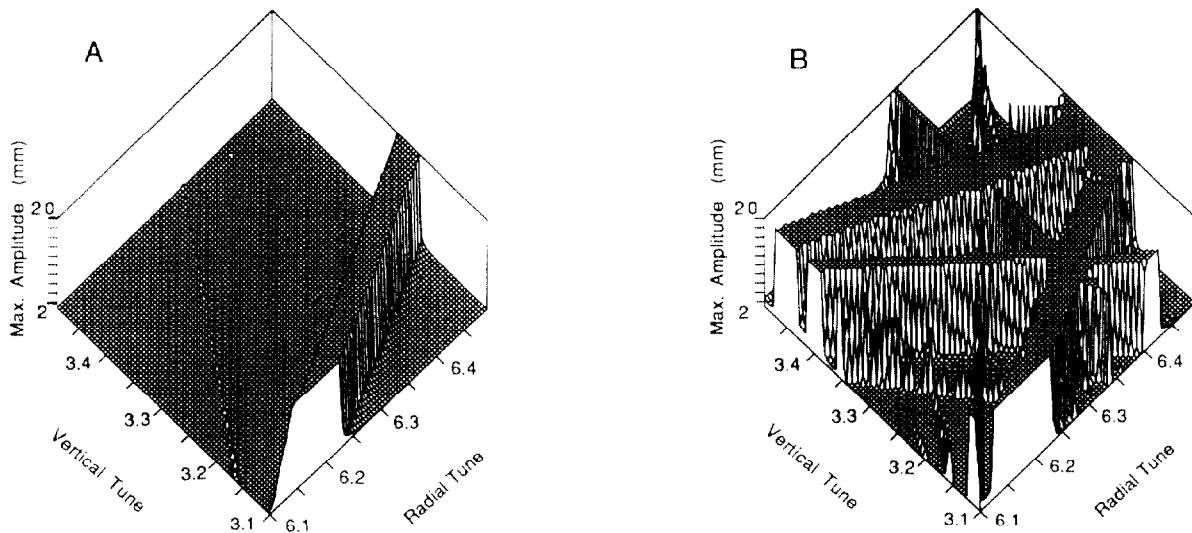 A
Max. Amplitude (mm)
20
2
3.4
3.3
3.2
3.1
Vertical Tune
6.1
6.2
6.3
6.4
Radial Tune
B
Max. Amplitude (mm)
20
2
3.4
3.3
3.2
3.1
Vertical Tune
6.1
6.2
6.3
6.4
Radial Tune